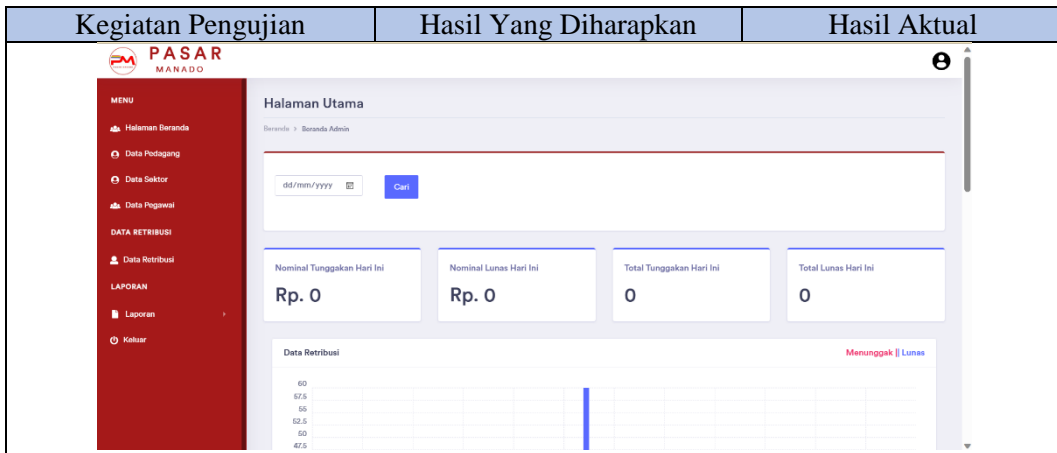 Kegiatan Pengujian Hasil Yang Diharapkan Hasil Aktual
PM PASAR
MANADO
MENU
Halaman Beranda
Data Pedagang
Data Sektor
Data Pegawai
DATA RETRIBUSI
Data Retribusi
LAPORAN
Laporan
Keluar
Halaman Utama
Beranda > Beranda Admin
dd/mm/yyyy Cari
Nominal Tunggakan Hari Ini
Rp. 0
Nominal Lunas Hari Ini
Rp. 0
Total Tunggakan Hari Ini
0
Total Lunas Hari Ini
0
Data Retribusi Menunggak || Lunas
60
57.5
55
52.5
50
47.5